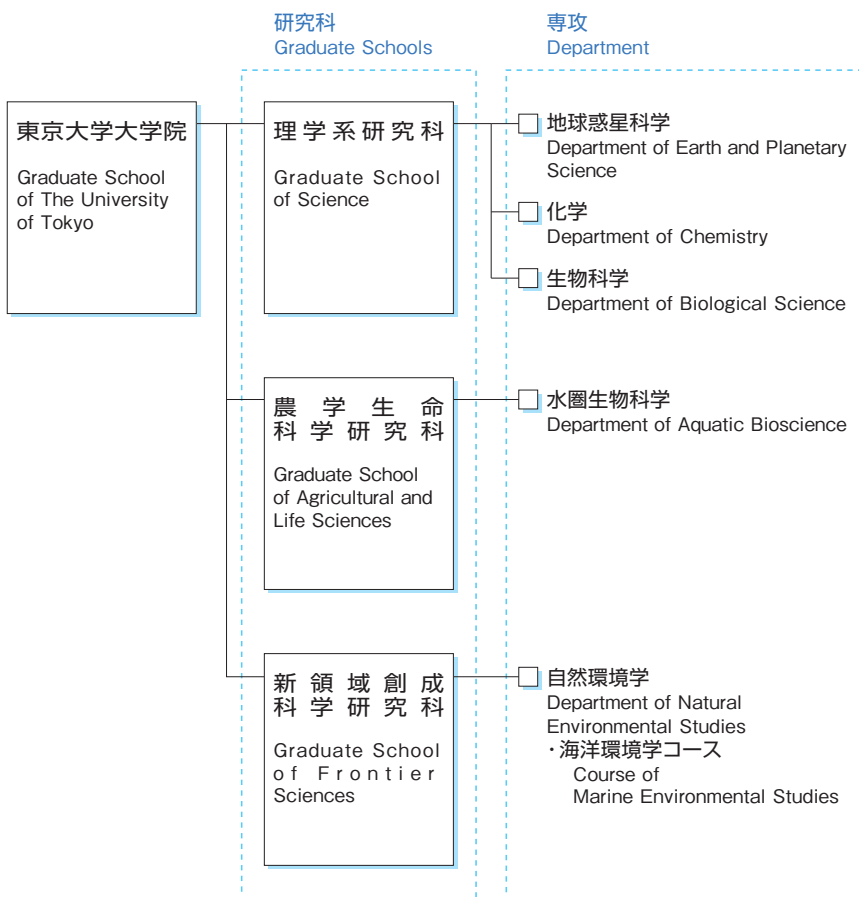 研究科
Graduate Schools
専攻
Department
東京大学大学院
Graduate School
of The University
of Tokyo
理学系研究科
Graduate School
of Science
地球惑星科学
Department of Earth and Planetary
Science
化学
Department of Chemistry
生物科学
Department of Biological Science
農学生命
科学研究科
Graduate School
of Agricultural and
Life Sciences
水圏生物科学
Department of Aquatic Bioscience
新領域創成
科学研究科
Graduate School
of Frontier
Sciences
自然環境学
Department of Natural
Environmental Studies
・海洋環境学コース
Course of
Marine Environmental Studies